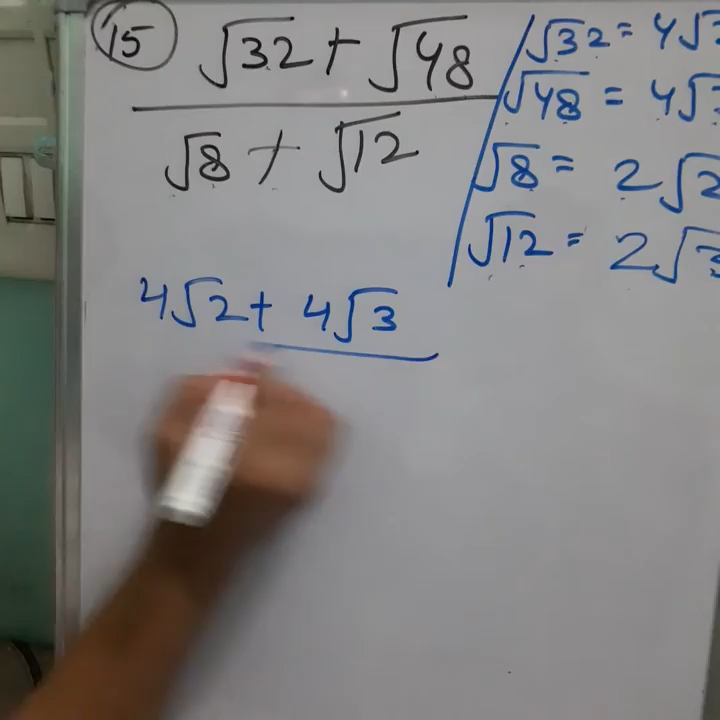 15 √32 + √48
√8 + √12
√32 = 4√
√48 = 4√
√8 = 2√2
√12 = 2√3
4√2 + 4√3